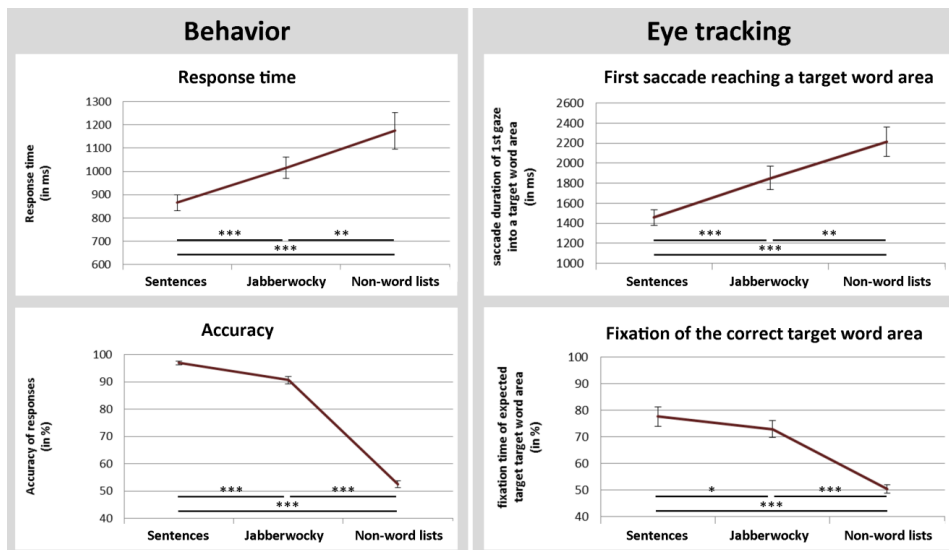 Behavior
Response time
Response time
(in ms)
1300
1200
1100
1000
900
800
700
600
***
**
***
Sentences
Jabberwocky
Non-word lists
Accuracy
Accuracy of responses
(in %)
100
90
80
70
60
50
40
***
***
***
Sentences
Jabberwocky
Non-word lists
Eye tracking
First saccade reaching a target word area
saccade duration of 1st gaze
into a target word area
(in ms)
2600
2400
2200
2000
1800
1600
1400
1200
1000
***
**
***
Sentences
Jabberwocky
Non-word lists
Fixation of the correct target word area
fixation time of expected
target target word area
(in %)
100
90
80
70
60
50
40
*
***
***
Sentences
Jabberwocky
Non-word lists